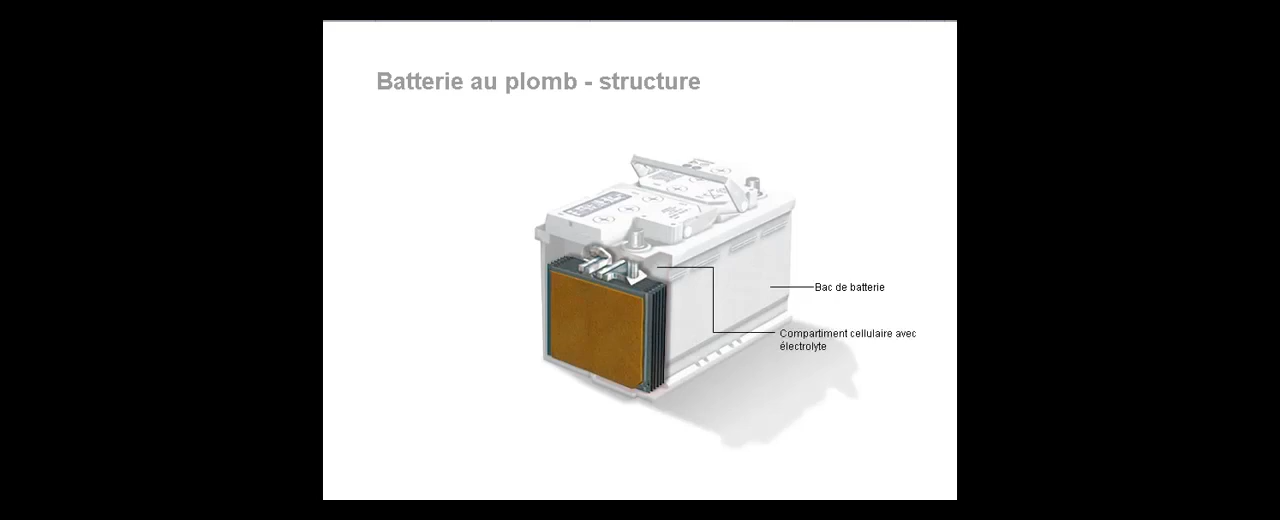 Batterie au plomb - structure
Bac de batterie
Compartiment cellulaire avec
électrolyte